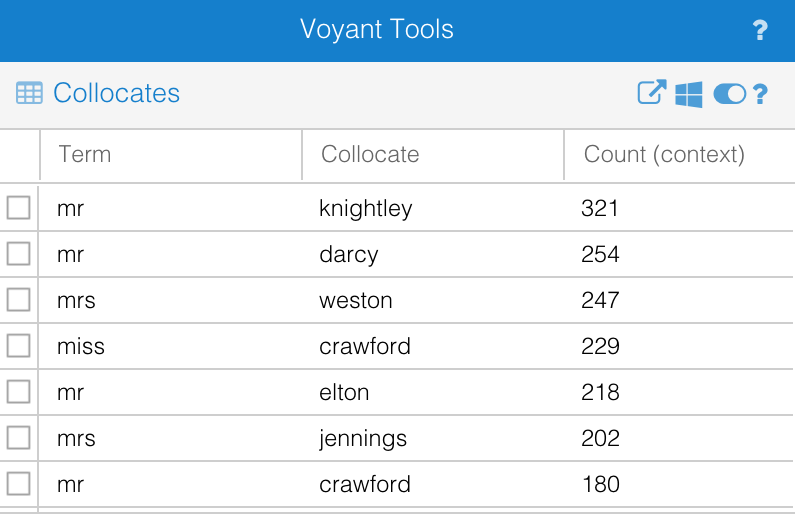 Voyant Tools ?
Collocates ?
Term Collocate Count (context)
mr knightley 321
mr darcy 254
mrs weston 247
miss crawford 229
mr elton 218
mrs jennings 202
mr crawford 180